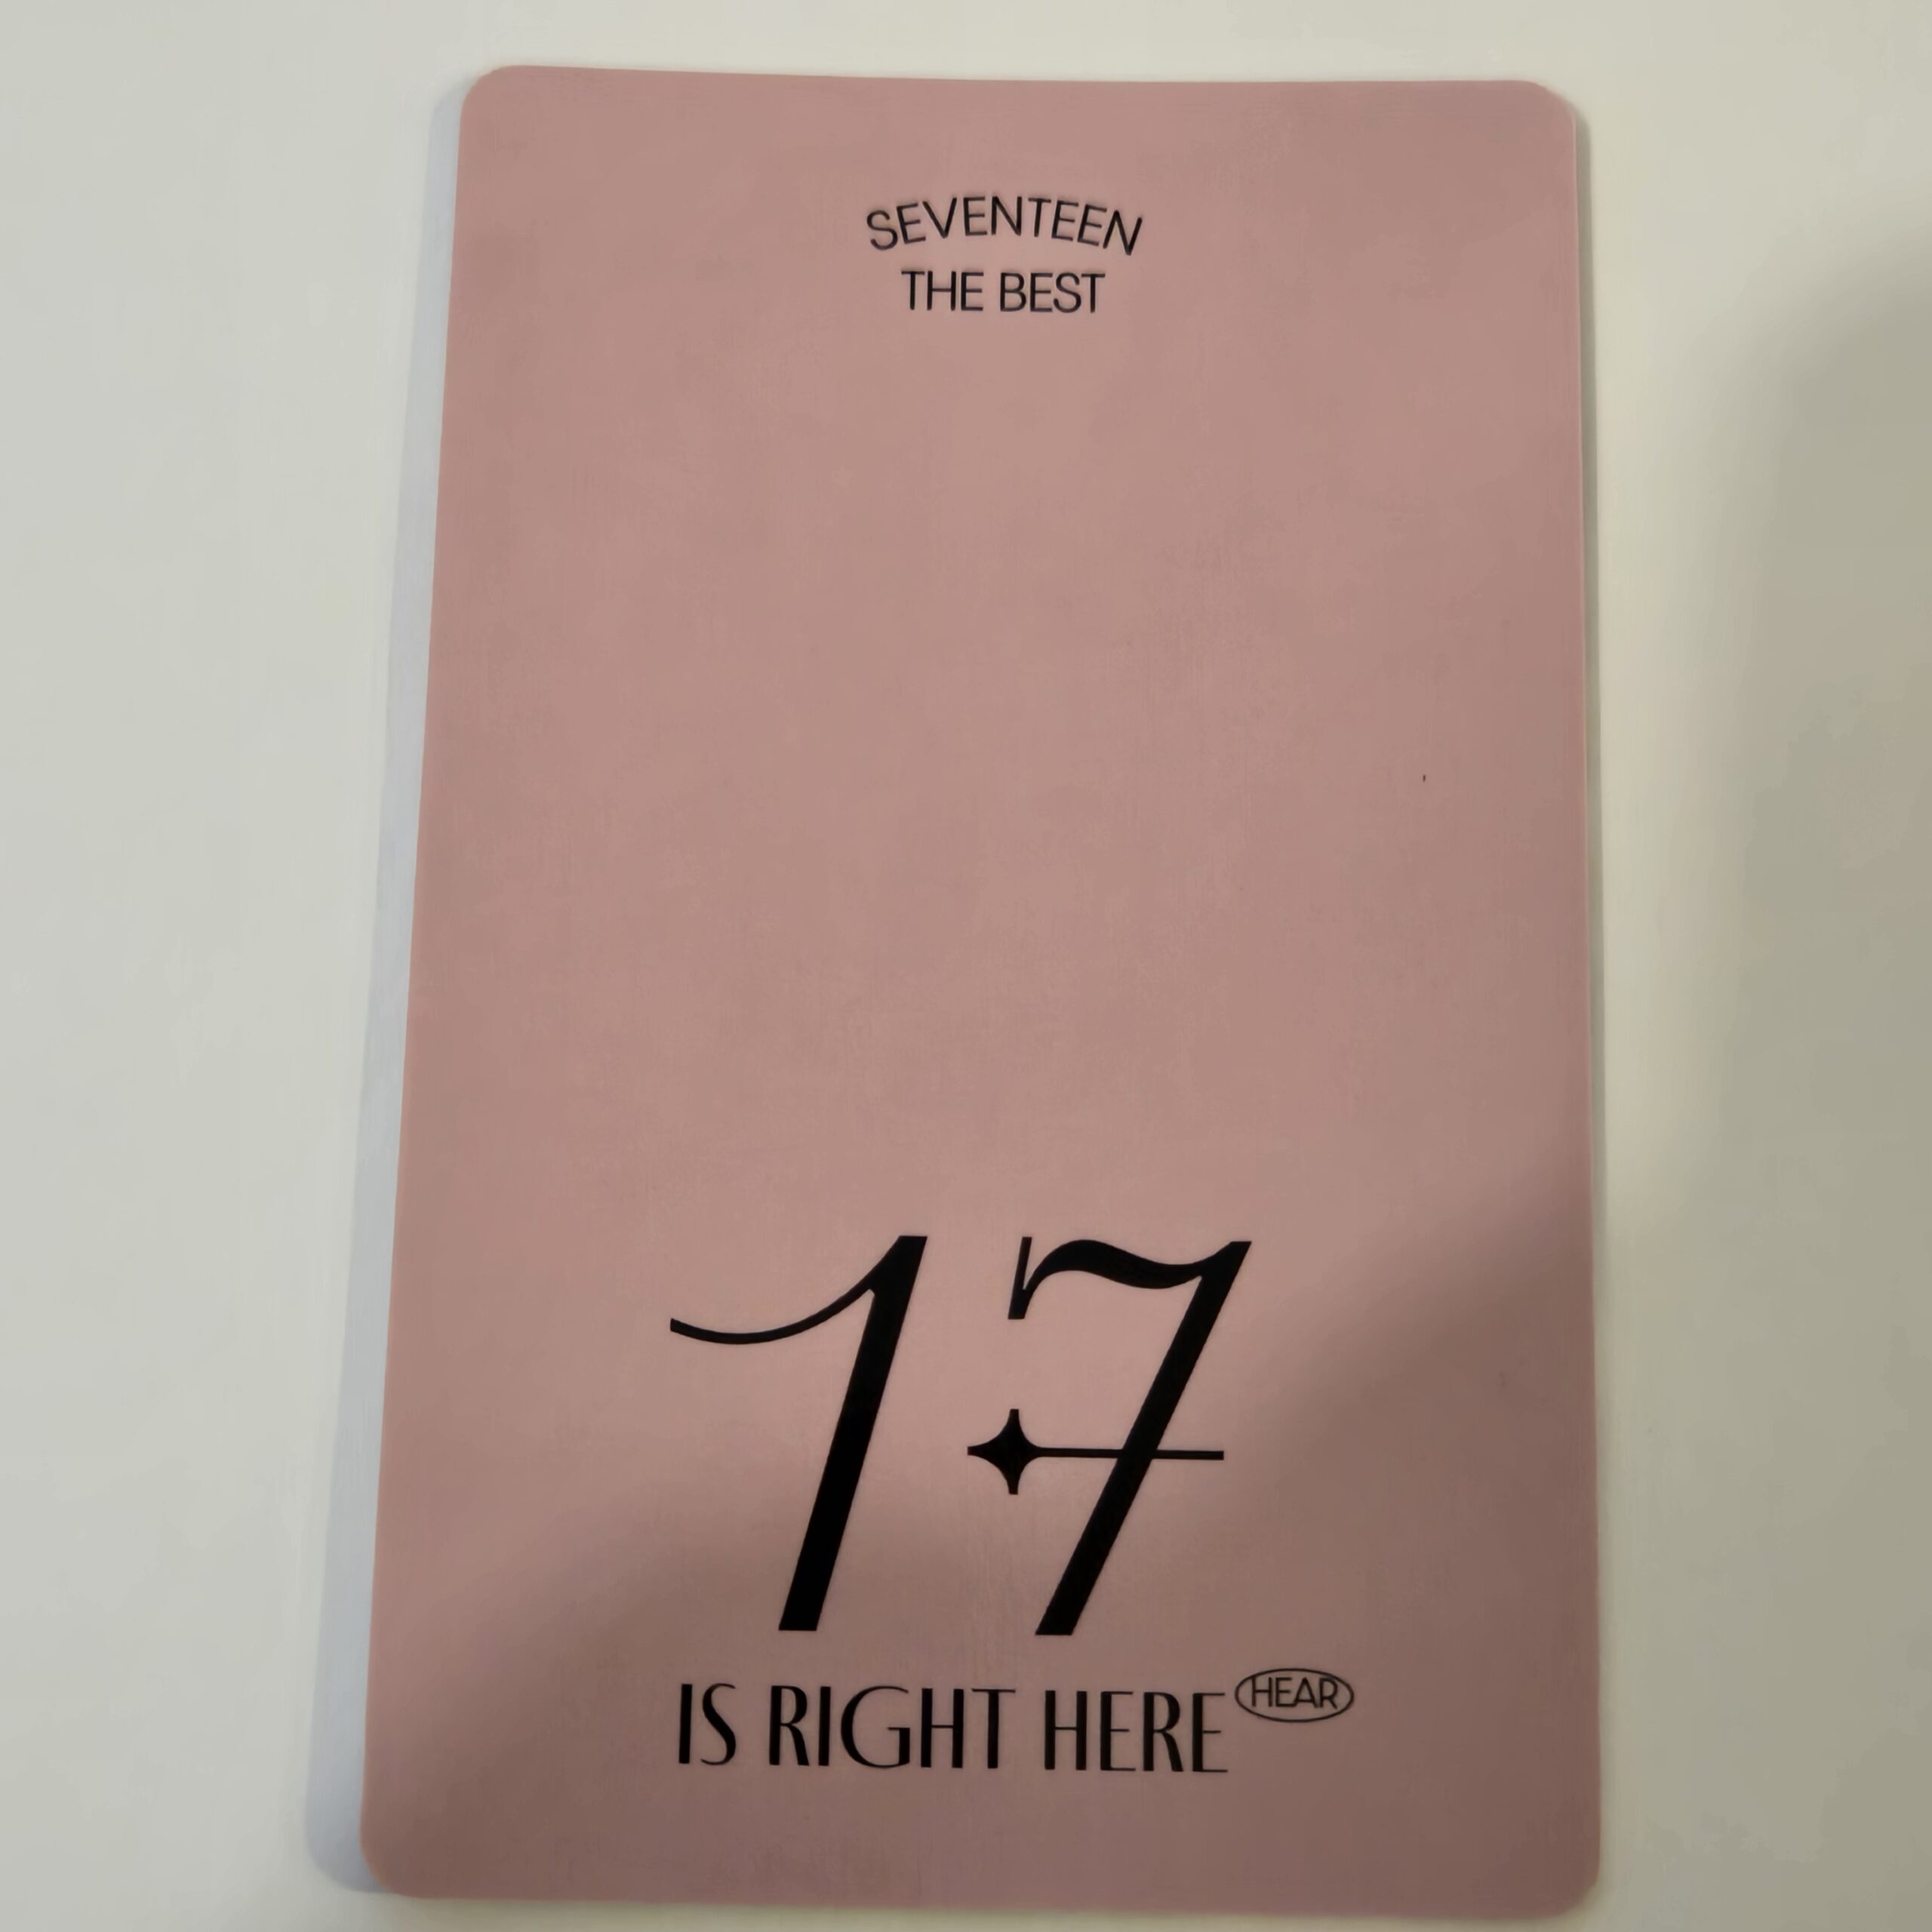 SEVENTEEN
THE BEST
17
IS RIGHT HERE HEAR